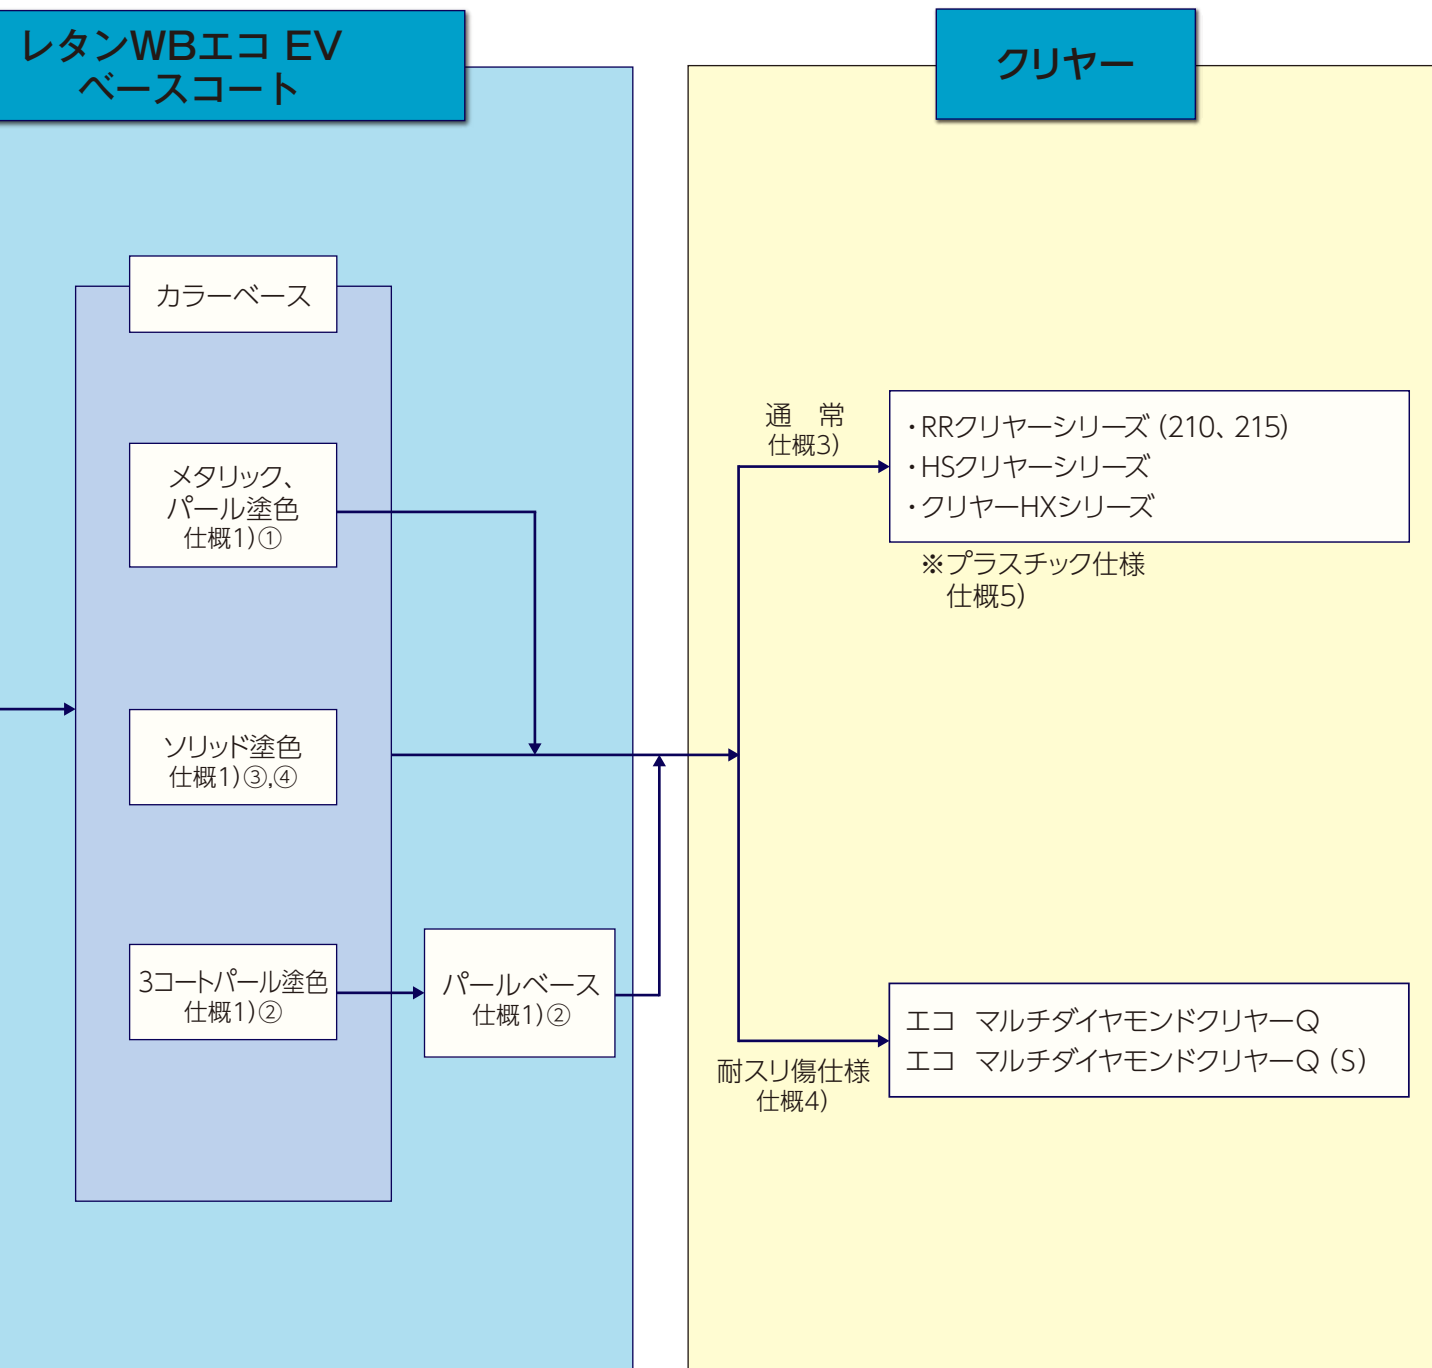 レタンWBエコ EV
ベースコート
カラーベース
メタリック、
パール塗色
仕概1)①
ソリッド塗色
仕概1)③,④
3コートパール塗色
仕概1)②
パールベース
仕概1)②
クリヤー
通　常
仕概3)
・RRクリヤーシリーズ (210、215)
・HSクリヤーシリーズ
・クリヤーHXシリーズ
※プラスチック仕様
仕概5)
耐スリ傷仕様
仕概4)
エコ　マルチダイヤモンドクリヤーQ
エコ　マルチダイヤモンドクリヤーQ (S)